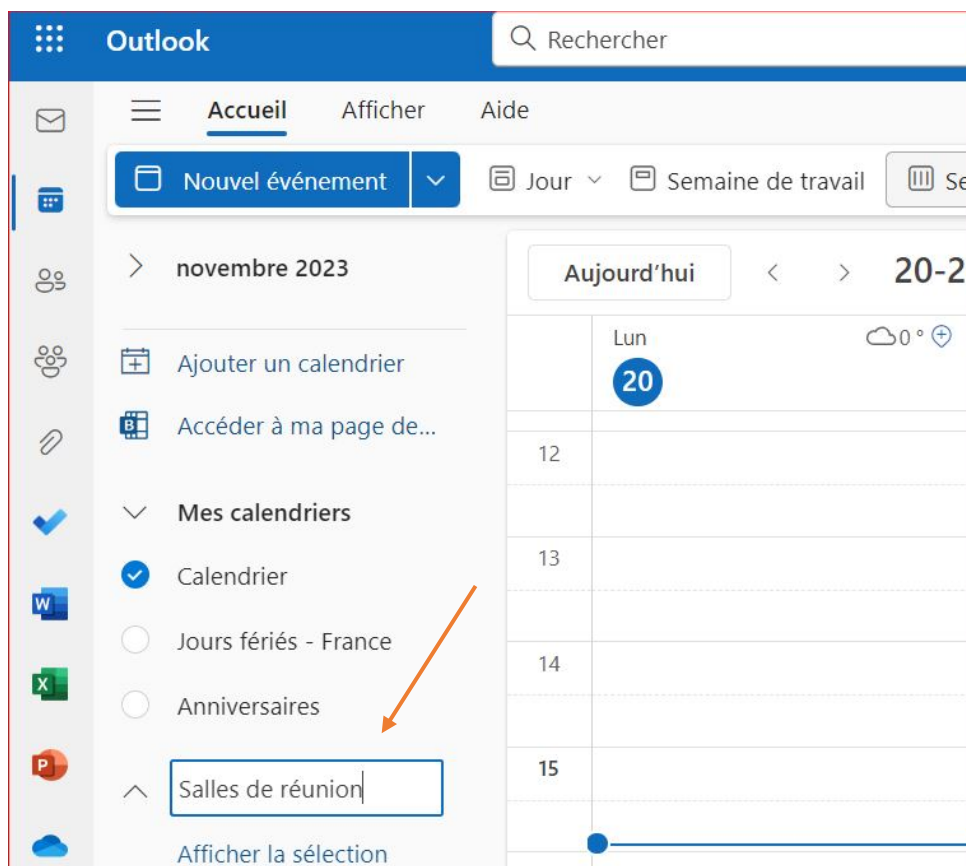 Outlook
Rechercher
Accueil Afficher Aide
Nouvel événement Jour Semaine de travail Se
novembre 2023
Aujourd'hui 20-2
Lun 0 °
20
Ajouter un calendrier
B Accéder à ma page de...
12
Mes calendriers
13
Calendrier
W
Jours fériés - France
14
X
Anniversaires
P
15
Salles de réunion
Afficher la sélection